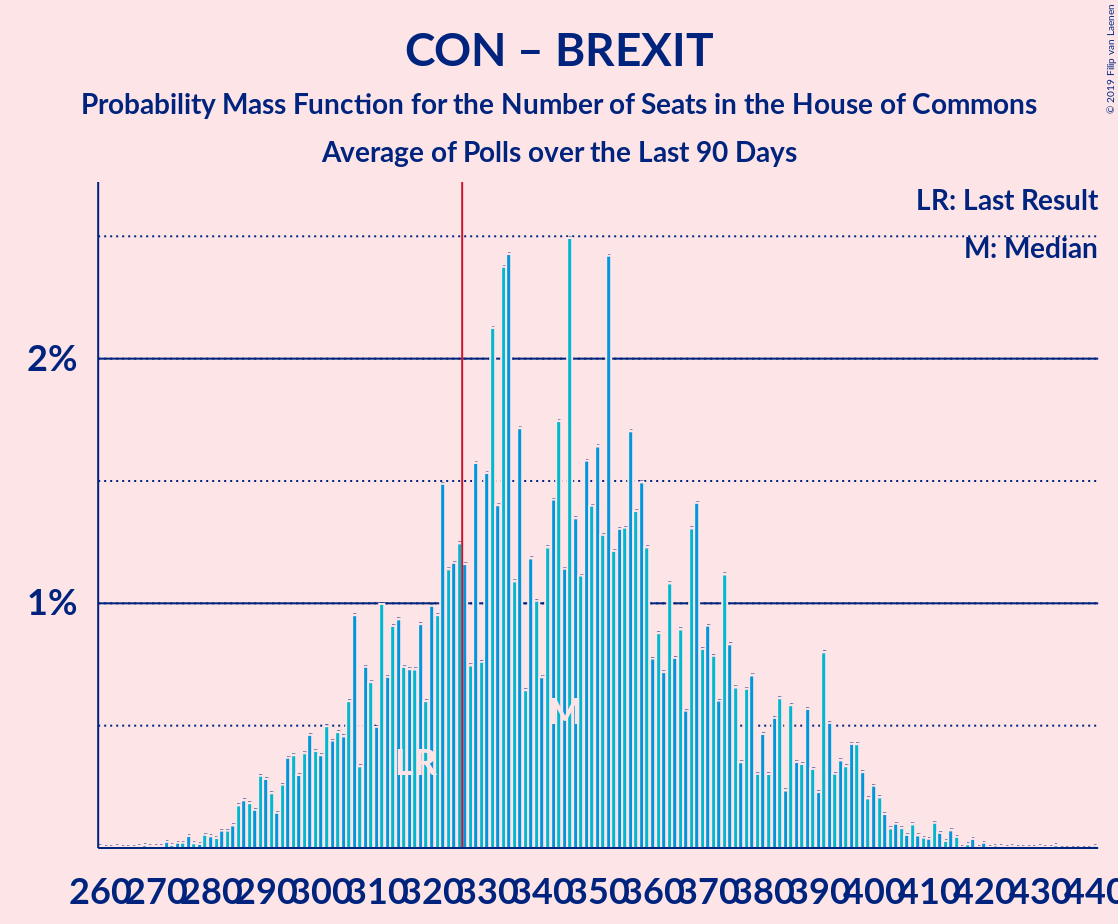 CON – BREXIT
Probability Mass Function for the Number of Seats in the House of Commons
Average of Polls over the Last 90 Days
© 2019 Filip van Laenen
LR: Last Result
M: Median
2%
1%
M
LR
260 270 280 290 300 310 320 330 340 350 360 370 380 390 400 410 420 430 440